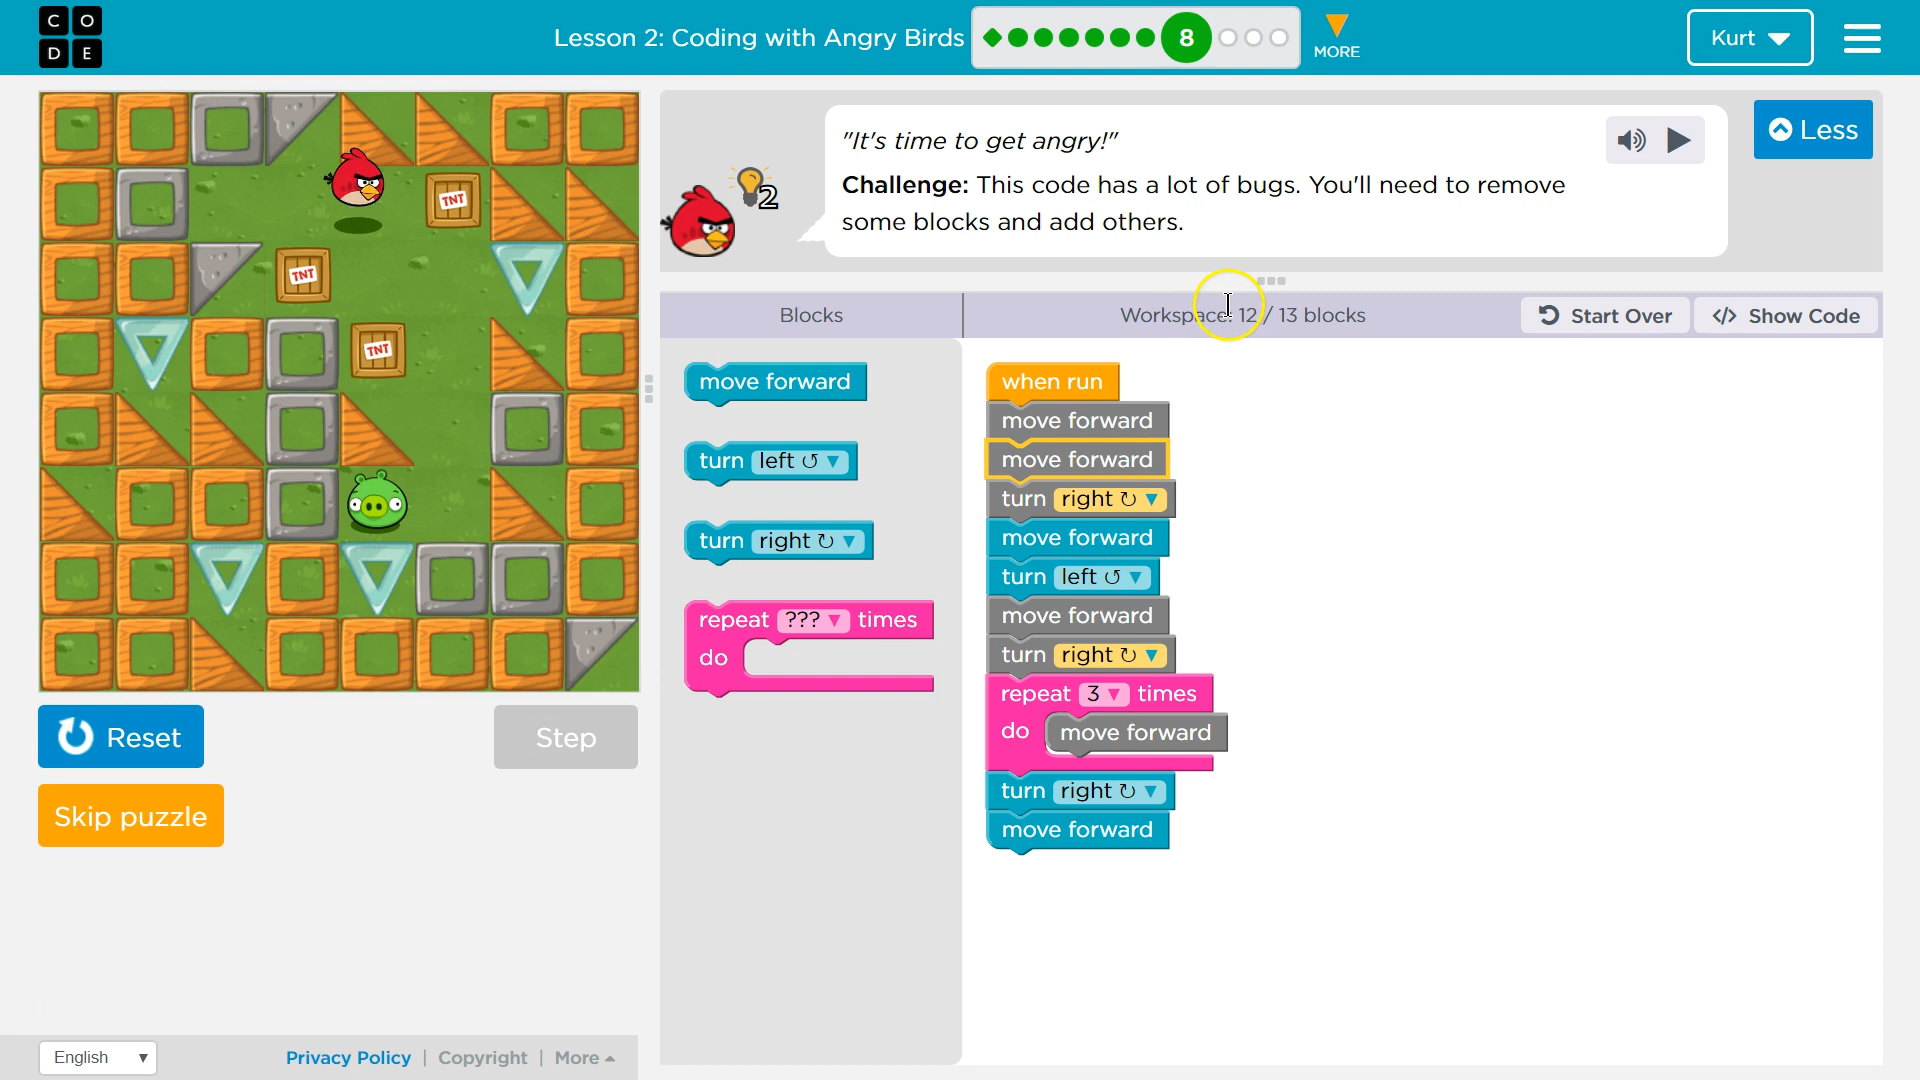 C O
D E
Lesson 2: Coding with Angry Birds
8
MORE
Kurt
"It's time to get angry!"
Challenge: This code has a lot of bugs. You'll need to remove
some blocks and add others.
2
Less
TNT
TNT
TNT
Blocks
Workspace: 12 / 13 blocks
Start Over
</> Show Code
move forward
turn left ↺ ▼
turn right ↻ ▼
repeat ??? ▼ times
do
when run
move forward
move forward
turn right ↻ ▼
move forward
turn left ↺ ▼
move forward
turn right ↻ ▼
repeat 3 ▼ times
do move forward
turn right ↻ ▼
move forward
Reset
Step
Skip puzzle
English ▼
Privacy Policy | Copyright | More